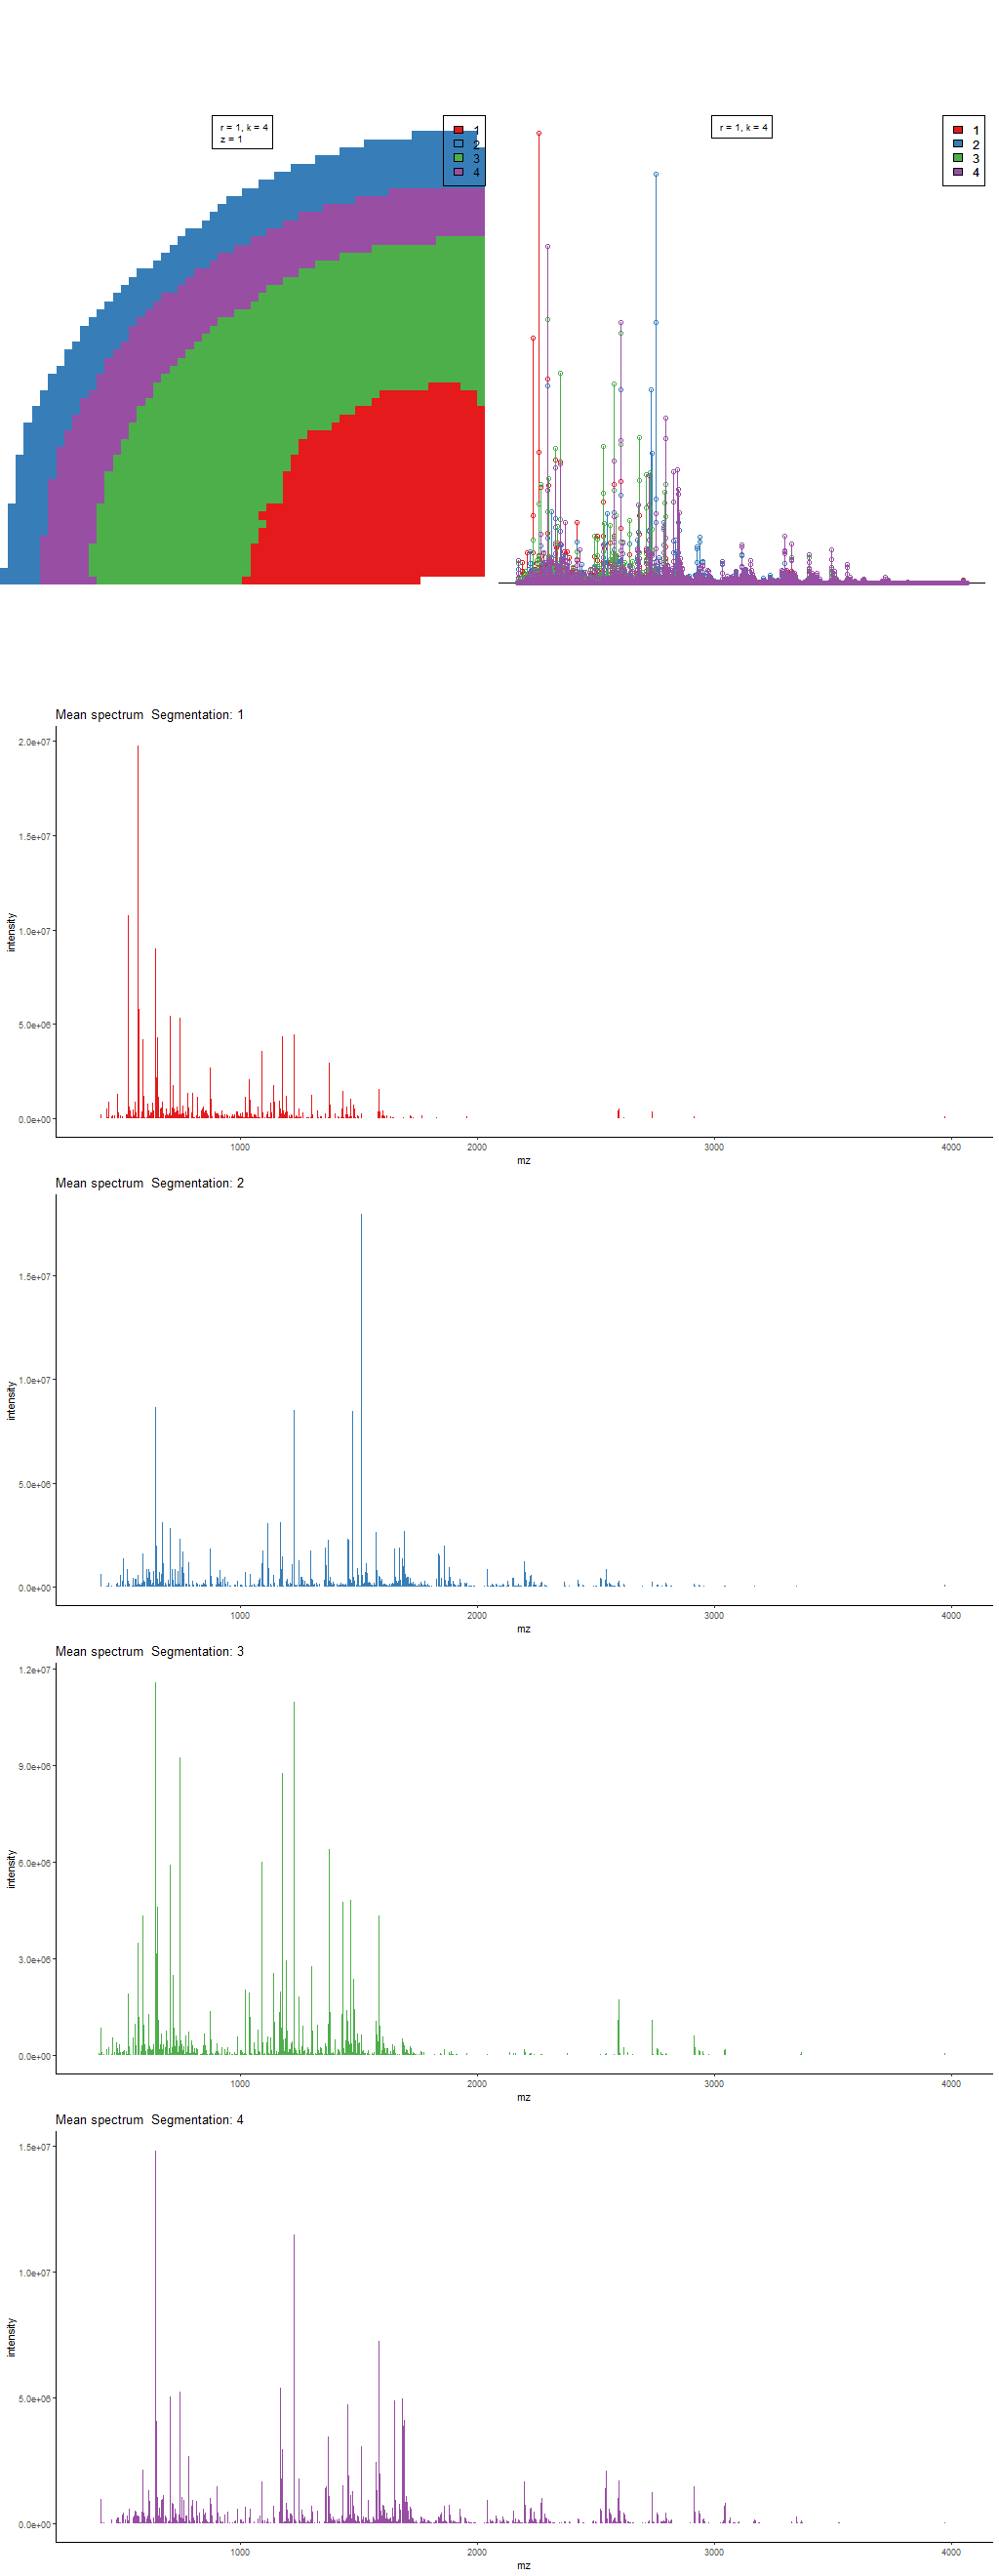 r = 1, k = 4
z = 1
1
2
3
4
r = 1, k = 4
1
2
3
4
Mean spectrum Segmentation: 1
2.0e+07
1.5e+07
1.0e+07
5.0e+06
0.0e+00
intensity
1000 2000 3000 4000
mz
Mean spectrum Segmentation: 2
1.5e+07
1.0e+07
5.0e+06
0.0e+00
intensity
1000 2000 3000 4000
mz
Mean spectrum Segmentation: 3
1.2e+07
9.0e+06
6.0e+06
3.0e+06
0.0e+00
intensity
1000 2000 3000 4000
mz
Mean spectrum Segmentation: 4
1.5e+07
1.0e+07
5.0e+06
0.0e+00
intensity
1000 2000 3000 4000
mz